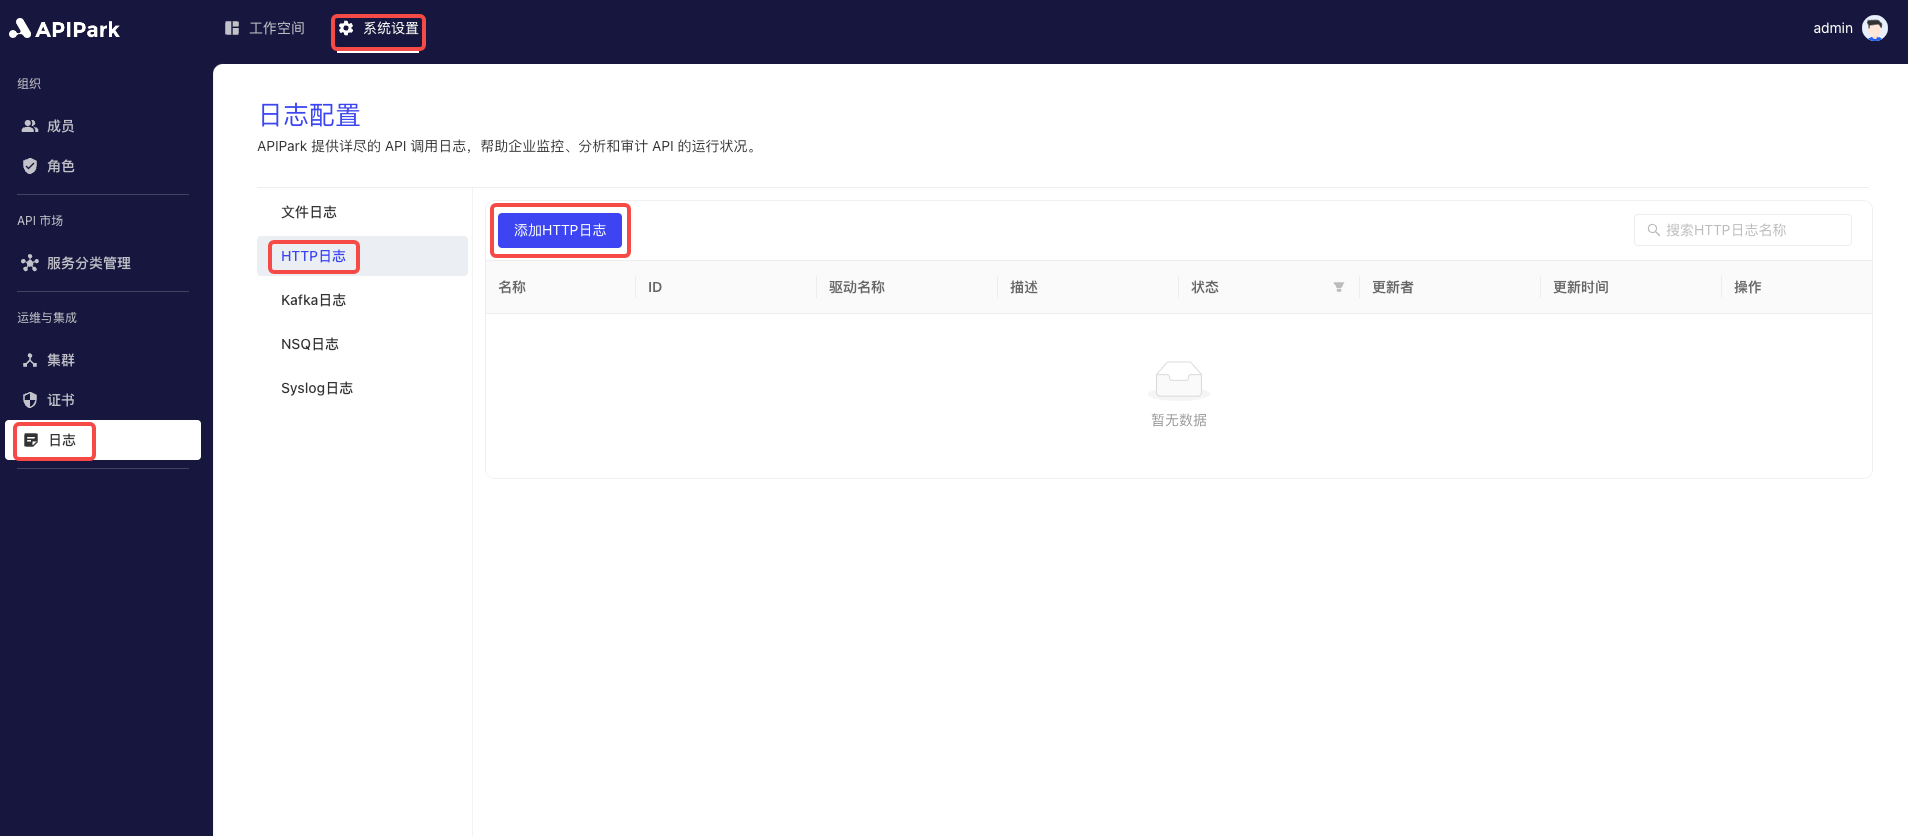 APIPark
工作空间
系统设置
admin
组织
成员
角色
API 市场
服务分类管理
运维与集成
集群
证书
日志
日志配置
APIPark 提供详尽的 API 调用日志，帮助企业监控、分析和审计 API 的运行状况。
文件日志
HTTP日志
Kafka日志
NSQ日志
Syslog日志
添加HTTP日志
搜索HTTP日志名称
名称 ID 驱动名称 描述 状态 更新者 更新时间 操作
暂无数据